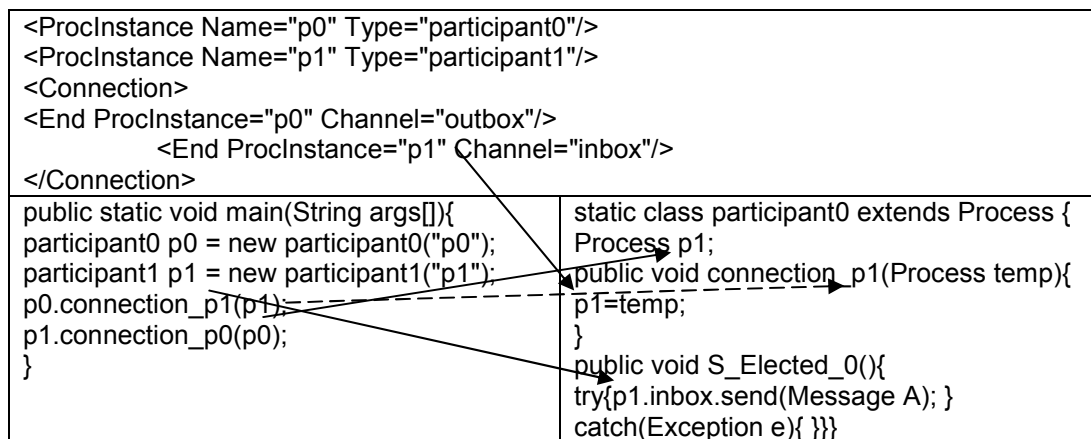 <ProcInstance Name="p0" Type="participant0"/>
<ProcInstance Name="p1" Type="participant1"/>
<Connection>
<End ProcInstance="p0" Channel="outbox"/>
<End ProcInstance="p1" Channel="inbox"/>
</Connection>
public static void main(String args[]){
participant0 p0 = new participant0("p0");
participant1 p1 = new participant1("p1");
p0.connection_p1(p1);
p1.connection_p0(p0);
}
static class participant0 extends Process {
Process p1;
public void connection_p1(Process temp){
p1=temp;
}
public void S_Elected_0(){
try{p1.inbox.send(Message A); }
catch(Exception e){ }}}